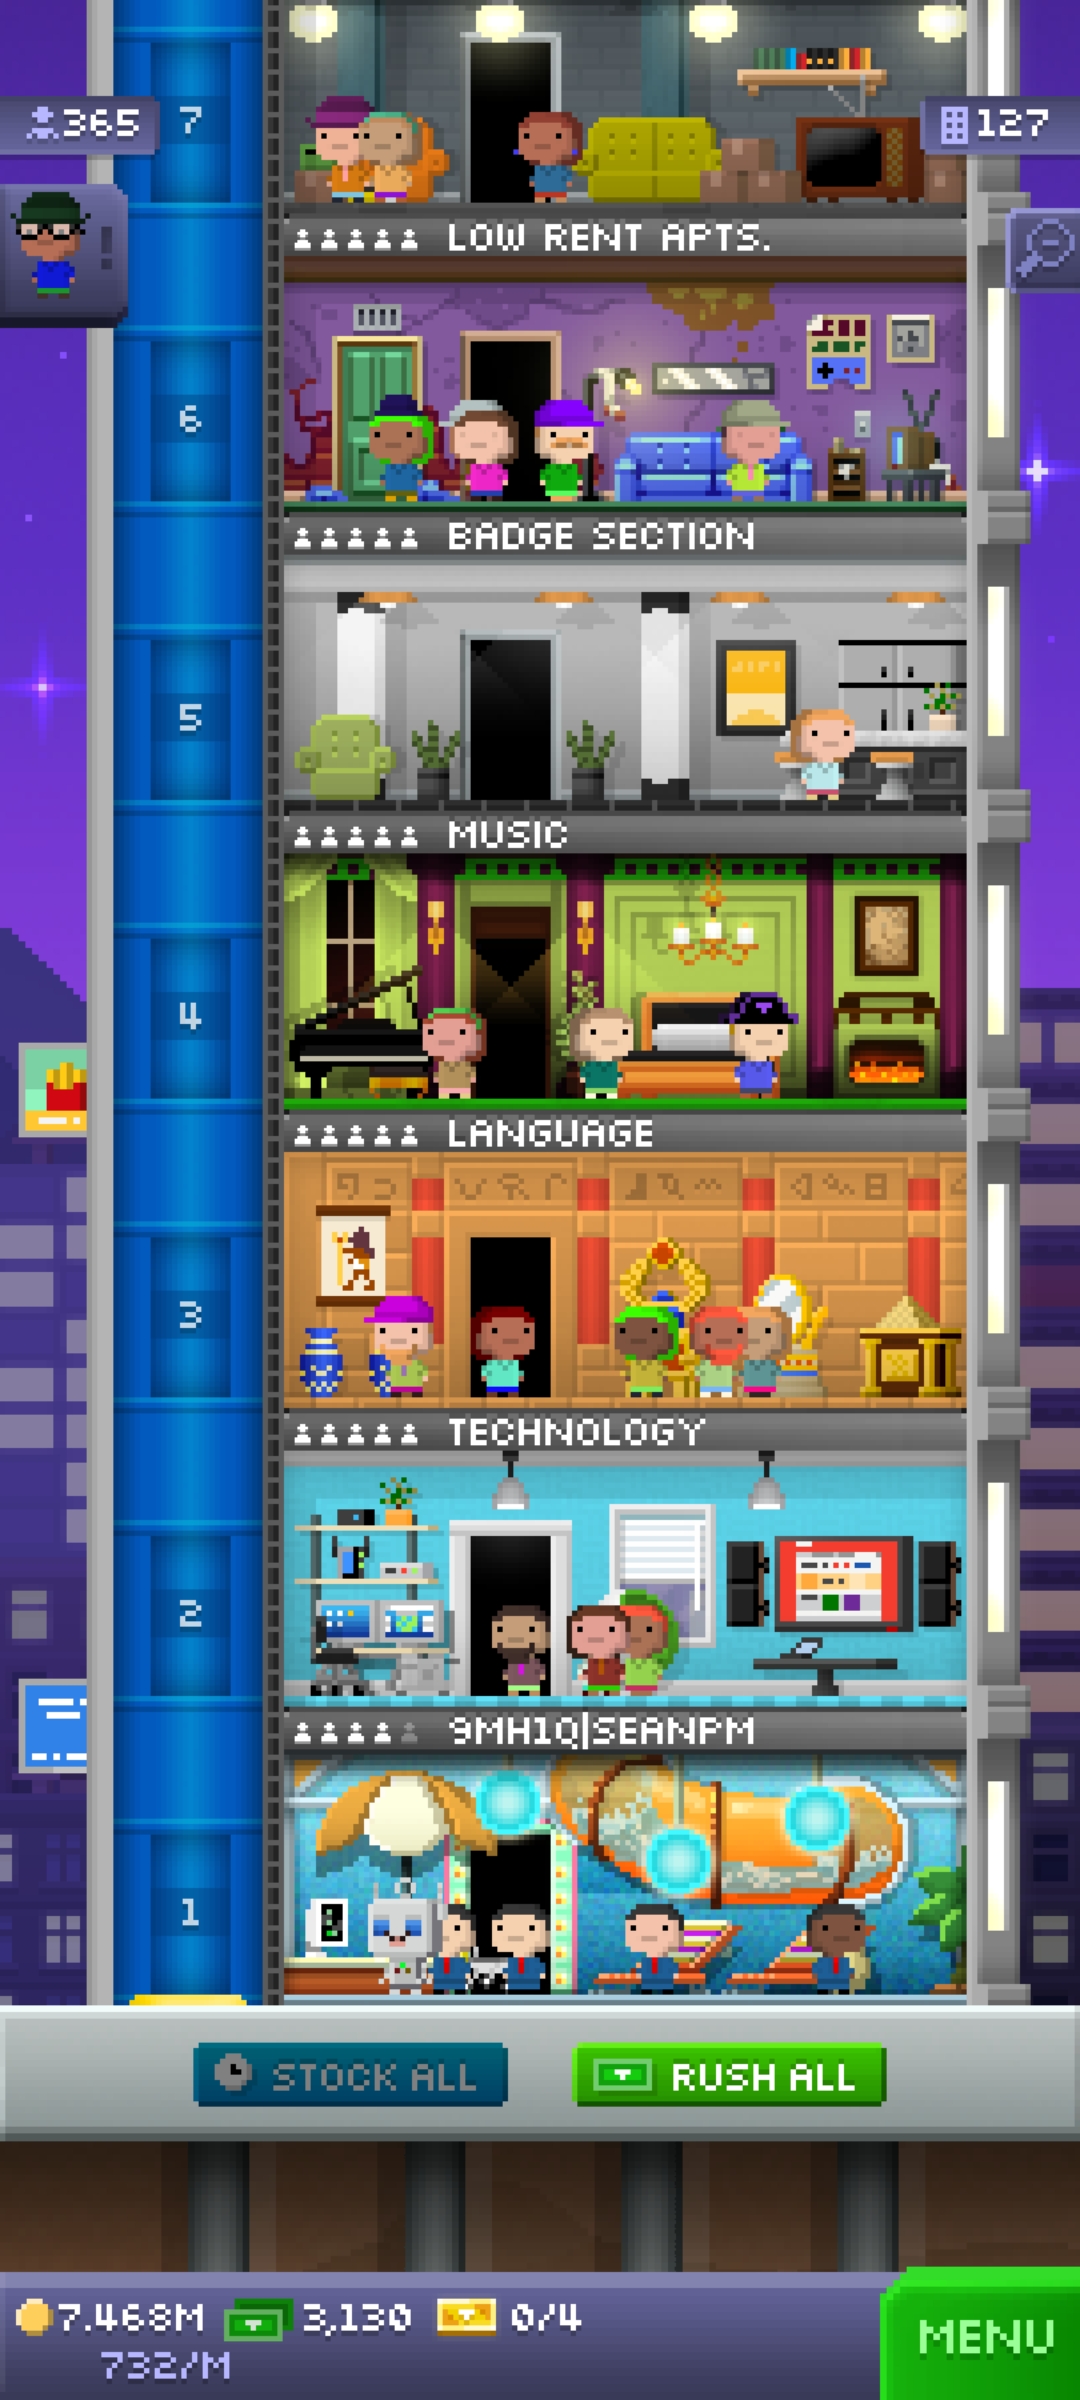 365
7
127
LOW RENT APTS.
6
BADGE SECTION
5
MUSIC
4
LANGUAGE
3
TECHNOLOGY
2
9MH1Q|SEANPM
1
STOCK ALL
RUSH ALL
7.468M
3,130
0/4
732/M
MENU